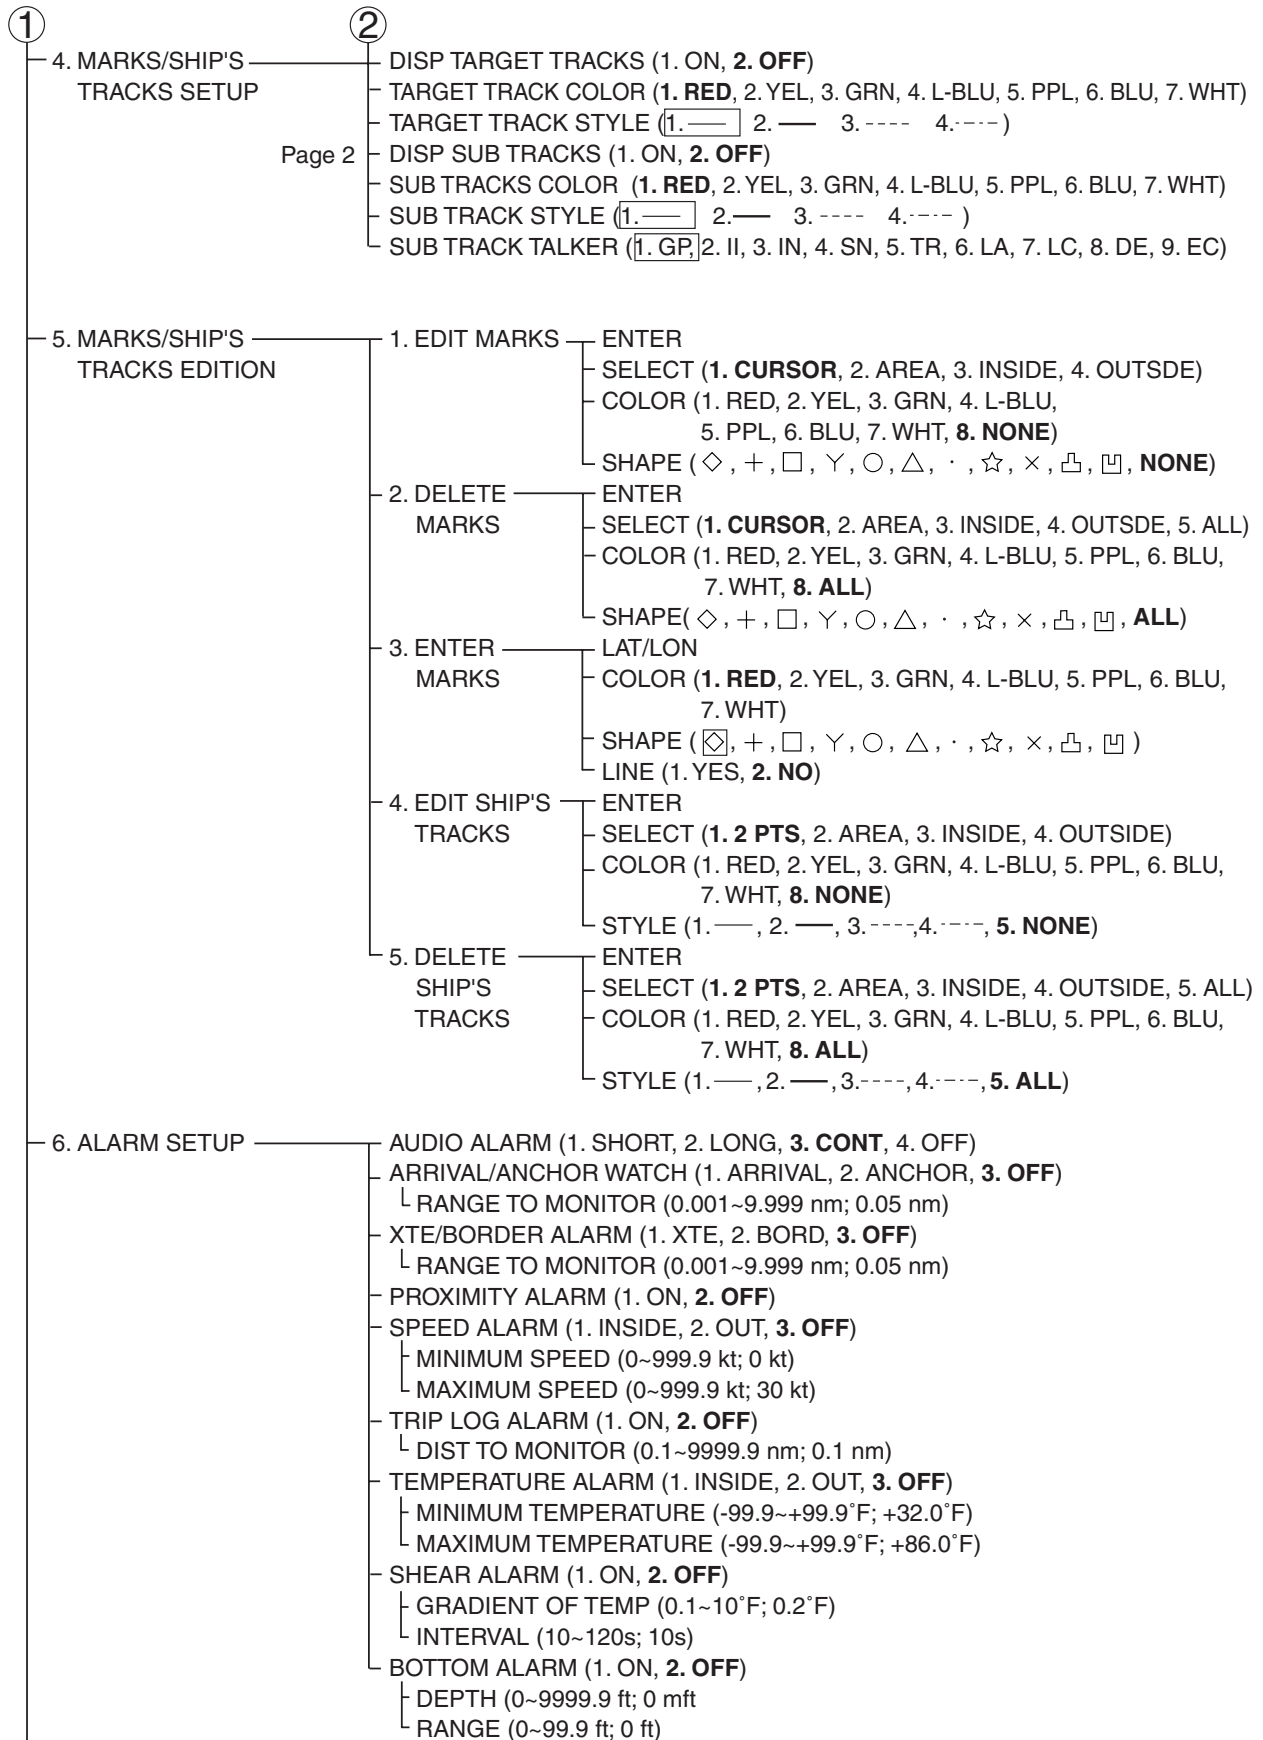 1 2
4. MARKS/SHIP'S
TRACKS SETUP
Page 2
DISP TARGET TRACKS (1. ON, 2. OFF)
TARGET TRACK COLOR (1. RED, 2. YEL, 3. GRN, 4. L-BLU, 5. PPL, 6. BLU, 7. WHT)
TARGET TRACK STYLE (1. —— 2. —— 3. ---- 4. -·-·-)
DISP SUB TRACKS (1. ON, 2. OFF)
SUB TRACKS COLOR (1. RED, 2. YEL, 3. GRN, 4. L-BLU, 5. PPL, 6. BLU, 7. WHT)
SUB TRACK STYLE (1. —— 2. —— 3. ---- 4. -·-·- )
SUB TRACK TALKER (1. GP, 2. II, 3. IN, 4. SN, 5. TR, 6. LA, 7. LC, 8. DE, 9. EC)
5. MARKS/SHIP'S
TRACKS EDITION
1. EDIT MARKS
ENTER
SELECT (1. CURSOR, 2. AREA, 3. INSIDE, 4. OUTSDE)
COLOR (1. RED, 2. YEL, 3. GRN, 4. L-BLU,
5. PPL, 6. BLU, 7. WHT, 8. NONE)
SHAPE ( ◇ , + , □ , Y , ○ , △ , · , ☆ , × , 凸 , 凹 , NONE)
2. DELETE
MARKS
ENTER
SELECT (1. CURSOR, 2. AREA, 3. INSIDE, 4. OUTSDE, 5. ALL)
COLOR (1. RED, 2. YEL, 3. GRN, 4. L-BLU, 5. PPL, 6. BLU,
7. WHT, 8. ALL)
SHAPE( ◇ , + , □ , Y , ○ , △ , · , ☆ , × , 凸 , 凹 , ALL)
3. ENTER
MARKS
LAT/LON
COLOR (1. RED, 2. YEL, 3. GRN, 4. L-BLU, 5. PPL, 6. BLU,
7. WHT)
SHAPE ( ◇ , + , □ , Y , ○ , △ , · , ☆ , × , 凸 , 凹 )
LINE (1. YES, 2. NO)
4. EDIT SHIP'S
TRACKS
ENTER
SELECT (1. 2 PTS, 2. AREA, 3. INSIDE, 4. OUTSIDE)
COLOR (1. RED, 2. YEL, 3. GRN, 4. L-BLU, 5. PPL, 6. BLU,
7. WHT, 8. NONE)
STYLE (1. —— , 2. ——, 3. ----,4. -·-·-, 5. NONE)
5. DELETE
SHIP'S
TRACKS
ENTER
SELECT (1. 2 PTS, 2. AREA, 3. INSIDE, 4. OUTSIDE, 5. ALL)
COLOR (1. RED, 2. YEL, 3. GRN, 4. L-BLU, 5. PPL, 6. BLU,
7. WHT, 8. ALL)
STYLE (1. —— , 2. —— , 3. ----, 4. -·-·-, 5. ALL)
6. ALARM SETUP
AUDIO ALARM (1. SHORT, 2. LONG, 3. CONT, 4. OFF)
ARRIVAL/ANCHOR WATCH (1. ARRIVAL, 2. ANCHOR, 3. OFF)
RANGE TO MONITOR (0.001~9.999 nm; 0.05 nm)
XTE/BORDER ALARM (1. XTE, 2. BORD, 3. OFF)
RANGE TO MONITOR (0.001~9.999 nm; 0.05 nm)
PROXIMITY ALARM (1. ON, 2. OFF)
SPEED ALARM (1. INSIDE, 2. OUT, 3. OFF)
MINIMUM SPEED (0~999.9 kt; 0 kt)
MAXIMUM SPEED (0~999.9 kt; 30 kt)
TRIP LOG ALARM (1. ON, 2. OFF)
DIST TO MONITOR (0.1~9999.9 nm; 0.1 nm)
TEMPERATURE ALARM (1. INSIDE, 2. OUT, 3. OFF)
MINIMUM TEMPERATURE (-99.9~+99.9˚F; +32.0˚F)
MAXIMUM TEMPERATURE (-99.9~+99.9˚F; +86.0˚F)
SHEAR ALARM (1. ON, 2. OFF)
GRADIENT OF TEMP (0.1~10˚F; 0.2˚F)
INTERVAL (10~120s; 10s)
BOTTOM ALARM (1. ON, 2. OFF)
DEPTH (0~9999.9 ft; 0 mft
RANGE (0~99.9 ft; 0 ft)